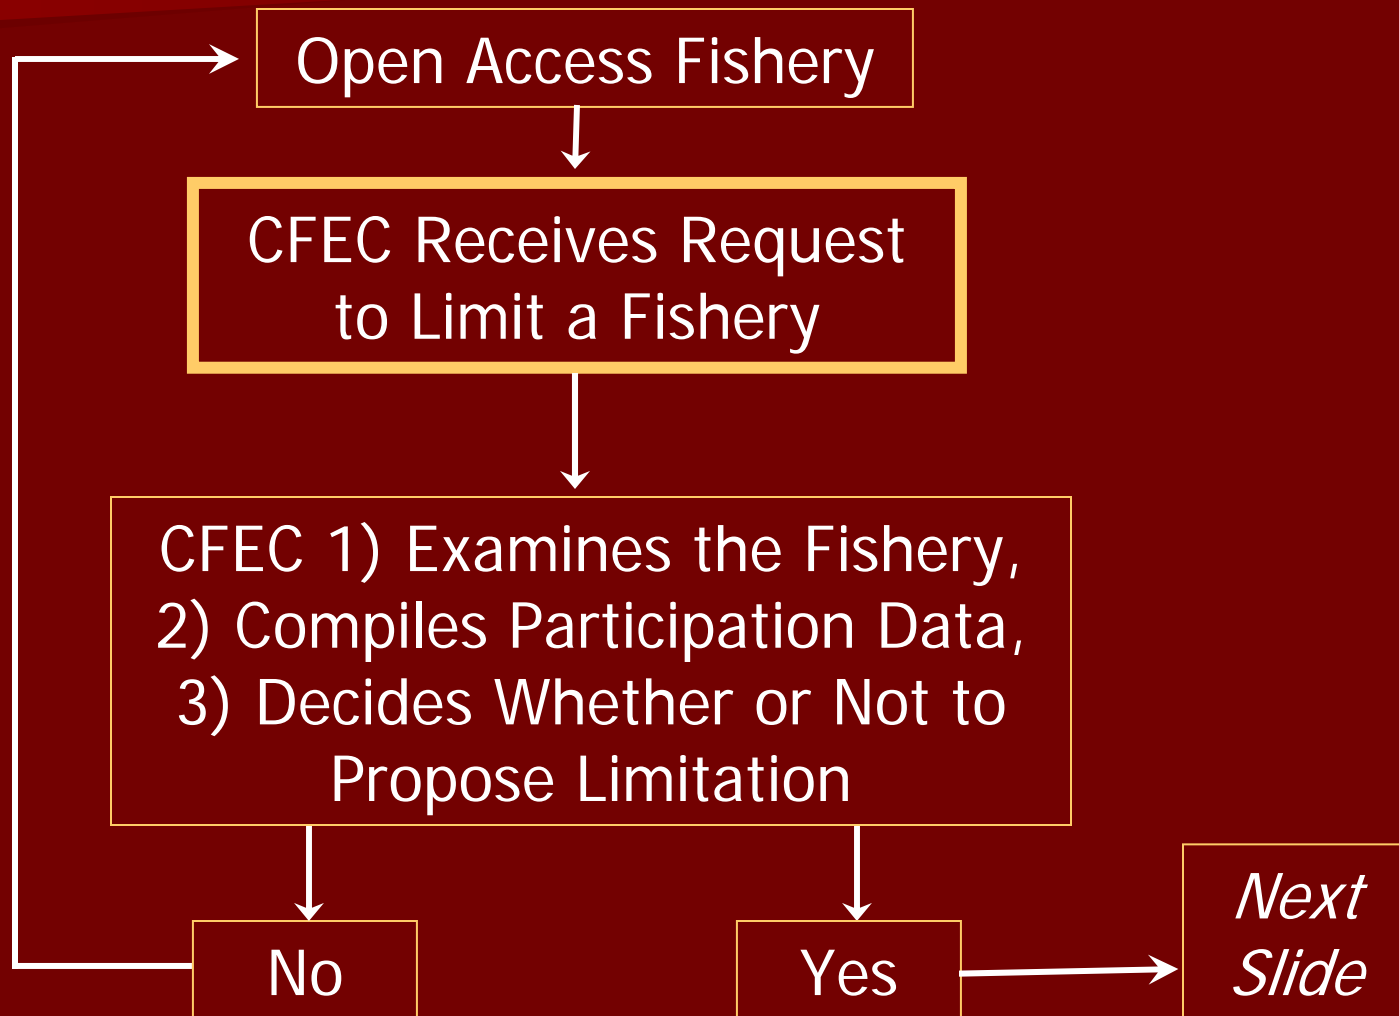 Open Access Fishery
CFEC Receives Request
to Limit a Fishery
CFEC 1) Examines the Fishery,
2) Compiles Participation Data,
3) Decides Whether or Not to
Propose Limitation
No
Yes
Next
Slide